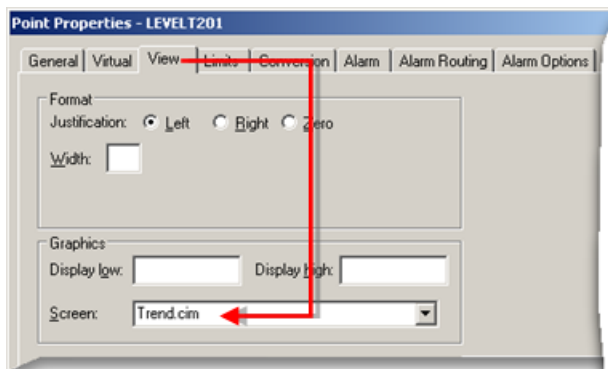 Point Properties - LEVELT201
General Virtual View Limits Conversion Alarm Alarm Routing Alarm Options
Format
Justification: Left Right Zero
Width:
Graphics
Display low: Display high:
Screen: Trend.cim